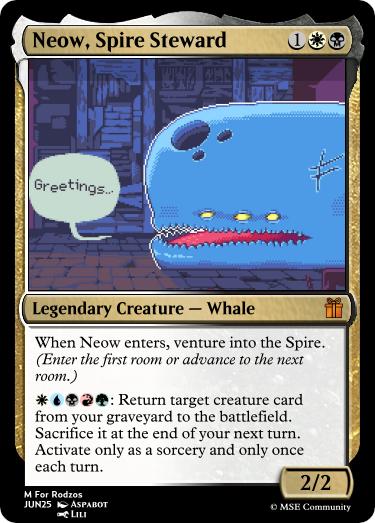 Neow, Spire Steward 1
Greetings...
Legendary Creature — Whale
When Neow enters, venture into the Spire.
(Enter the first room or advance to the next
room.)
: Return target creature card
from your graveyard to the battlefield.
Sacrifice it at the end of your next turn.
Activate only as a sorcery and only once
each turn.
2/2
M For Rodzos
JUN25 Aspabot
Lili
© MSE Community